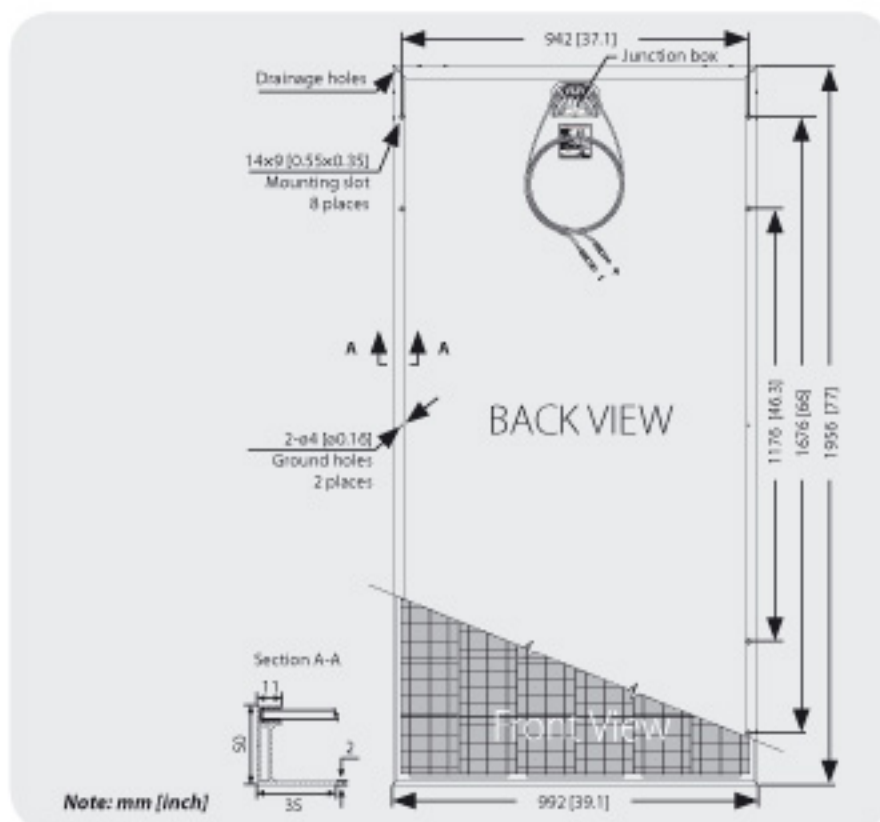 942 [37.1]
Junction box
Drainage holes
14x9 [0.55x0.35]
Mounting slot
8 places
A A
BACK VIEW
2-ø4 [ø0.16]
Ground holes
2 places
1176 [46.3]
1676 [66]
1956 [77]
Section A-A
11
50
2
35
Front View
Note: mm [inch]
992 [39.1]